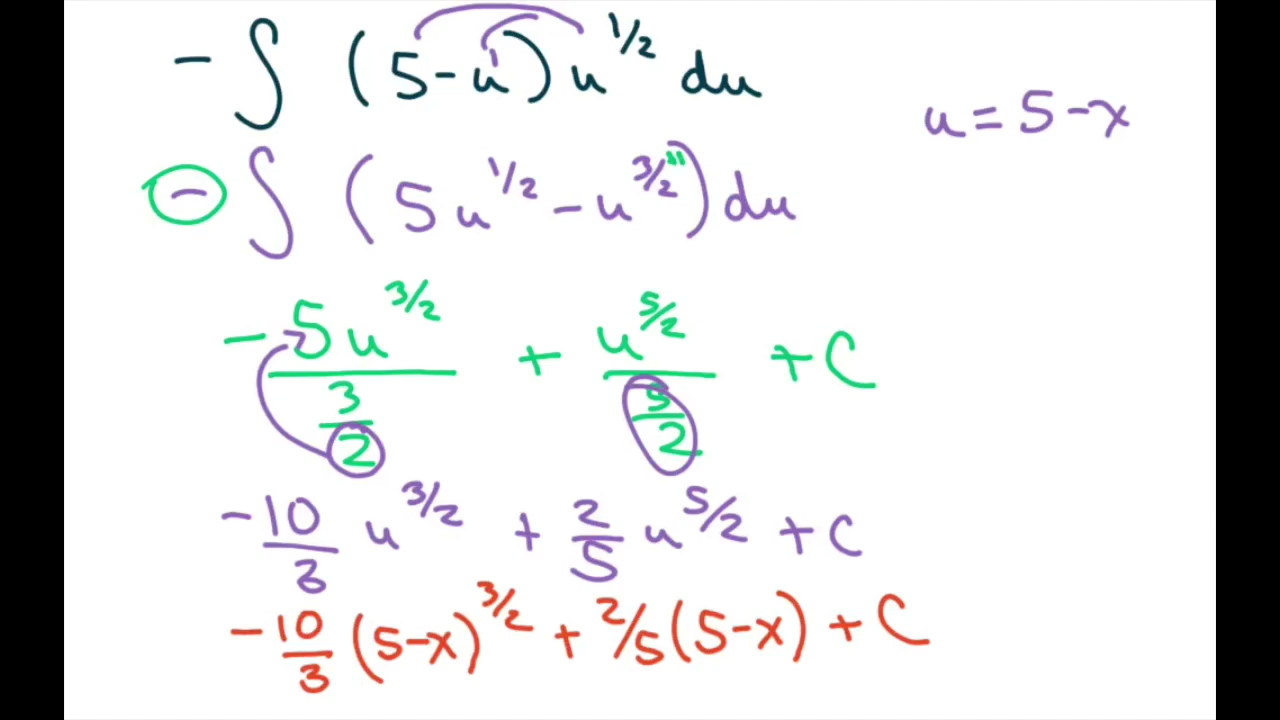 - ∫ (5-u) u^1/2 du
u = 5-x
- ∫ (5u^1/2 - u^3/2) du
- 5u^3/2 / (3/2) + u^5/2 / (5/2) + C
-10/3 u^3/2 + 2/5 u^5/2 + C
-10/3 (5-x)^3/2 + 2/5 (5-x) + C